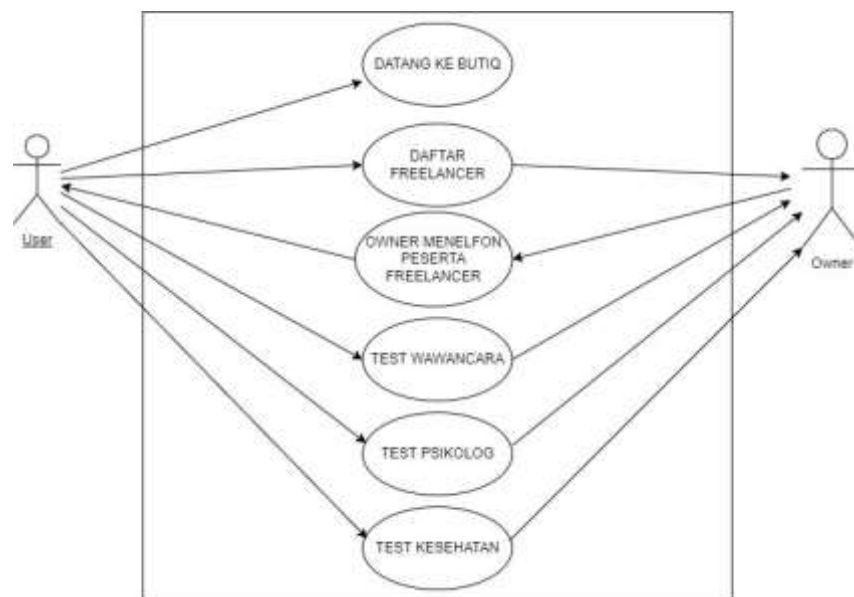 DATANG KE BUTIQ
DAFTAR
FREELANCER
User
OWNER MENELFON
PESERTA
FREELANCER
Owner
TEST WAWANCARA
TEST PSIKOLOG
TEST KESEHATAN